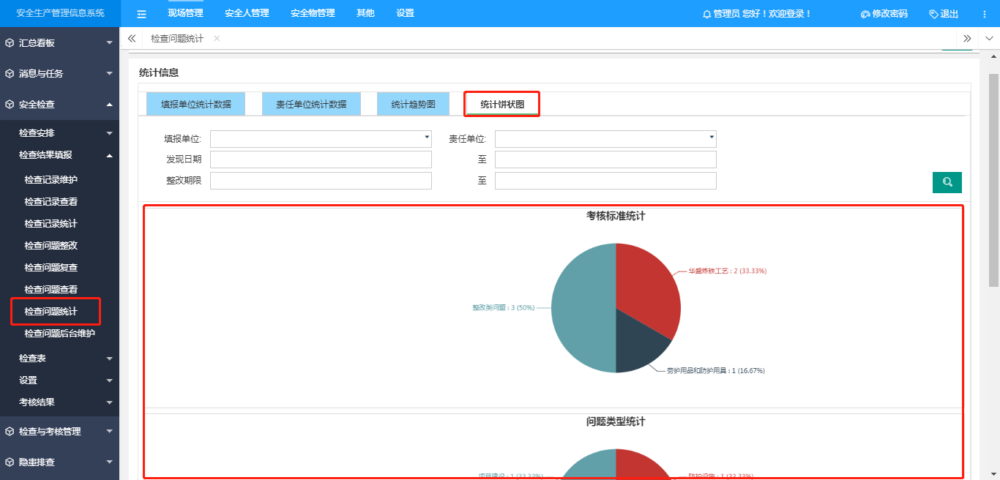 安全生产管理信息系统
现场管理 安全人管理 安全物管理 其他 设置
管理员 您好！欢迎登录！ 修改密码 退出
检查问题统计
汇总看板
消息与任务
安全检查
检查安排
检查结果填报
检查记录维护
检查记录查看
检查记录统计
检查问题整改
检查问题复查
检查问题查看
检查问题统计
检查问题后台维护
检查表
设置
考核结果
检查与考核管理
隐患排查
统计信息
填报单位统计数据 责任单位统计数据 统计趋势图 统计饼状图
填报单位: 责任单位:
发现日期 至
整改期限 至
考核标准统计
华盛炼铁工艺 : 2 (33.33%)
整改类问题 : 3 (50%)
劳护用品和防护用具 : 1 (16.67%)
问题类型统计
项目建设 : 1 (33.33%) 防护设施 : 1 (33.33%)